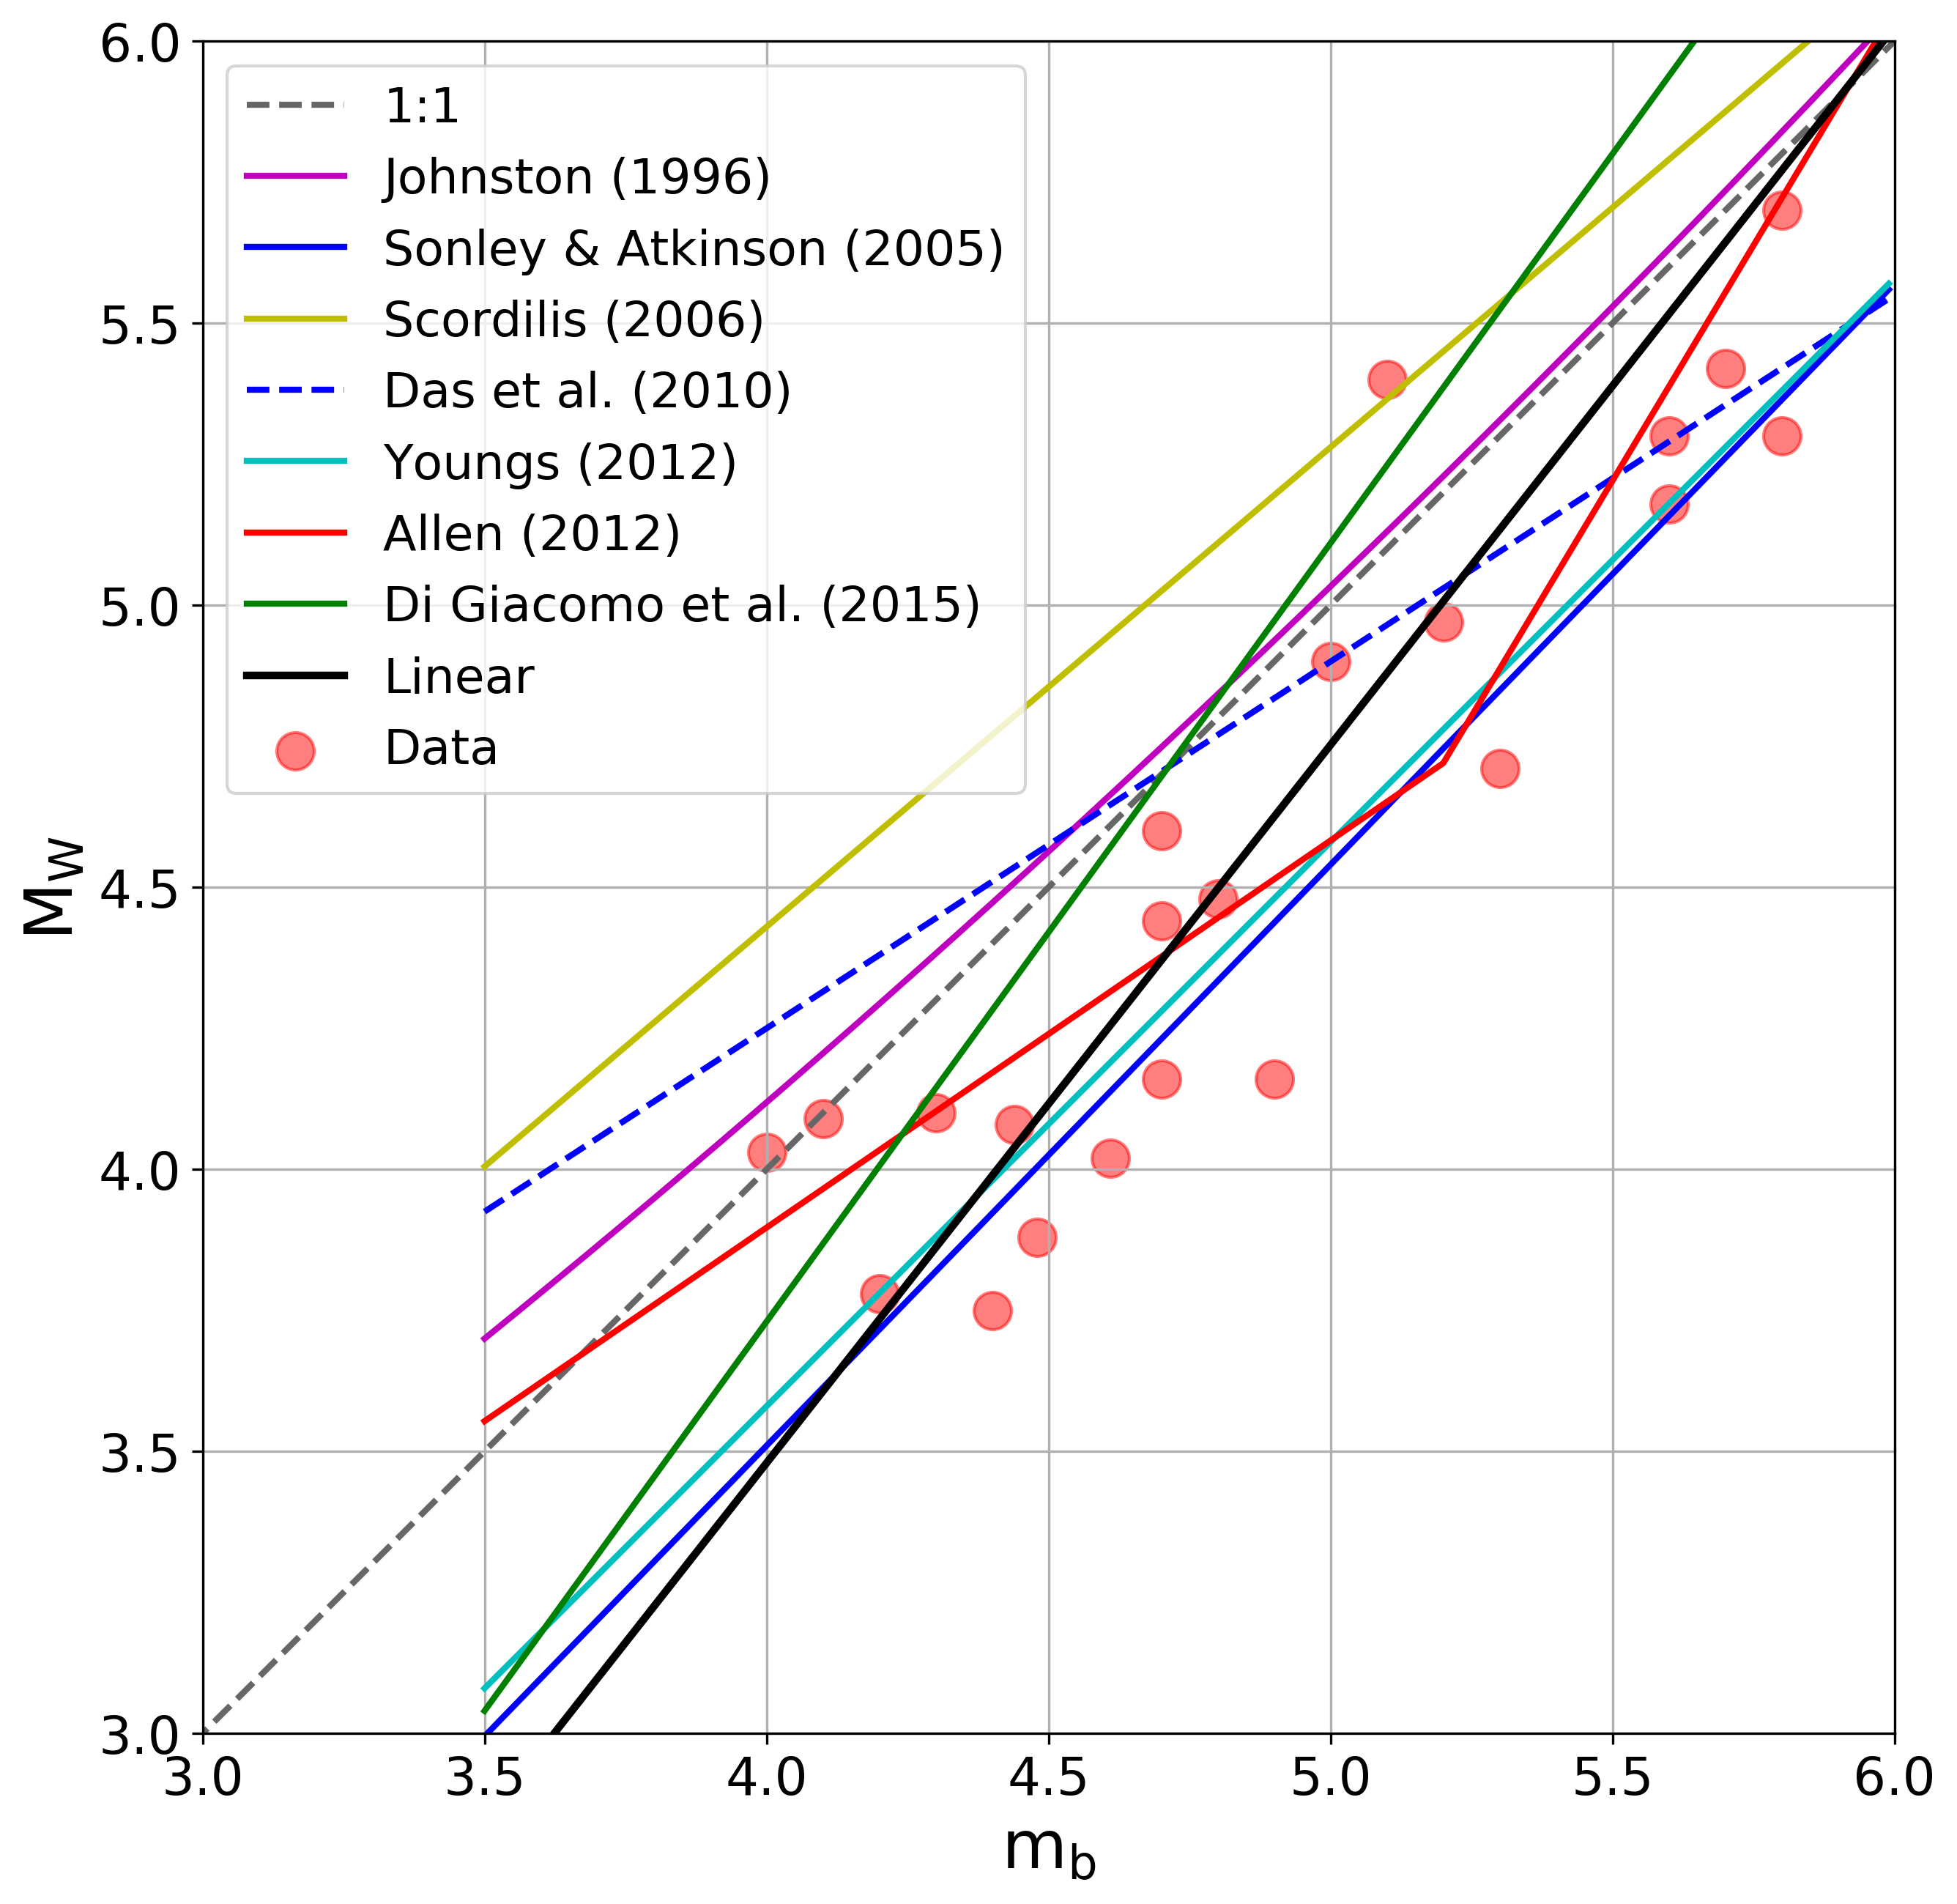 6.0
5.5
5.0
4.5
4.0
3.5
3.0
M_W
1:1
Johnston (1996)
Sonley & Atkinson (2005)
Scordilis (2006)
Das et al. (2010)
Youngs (2012)
Allen (2012)
Di Giacomo et al. (2015)
Linear
Data
3.0 3.5 4.0 4.5 5.0 5.5 6.0
m_b